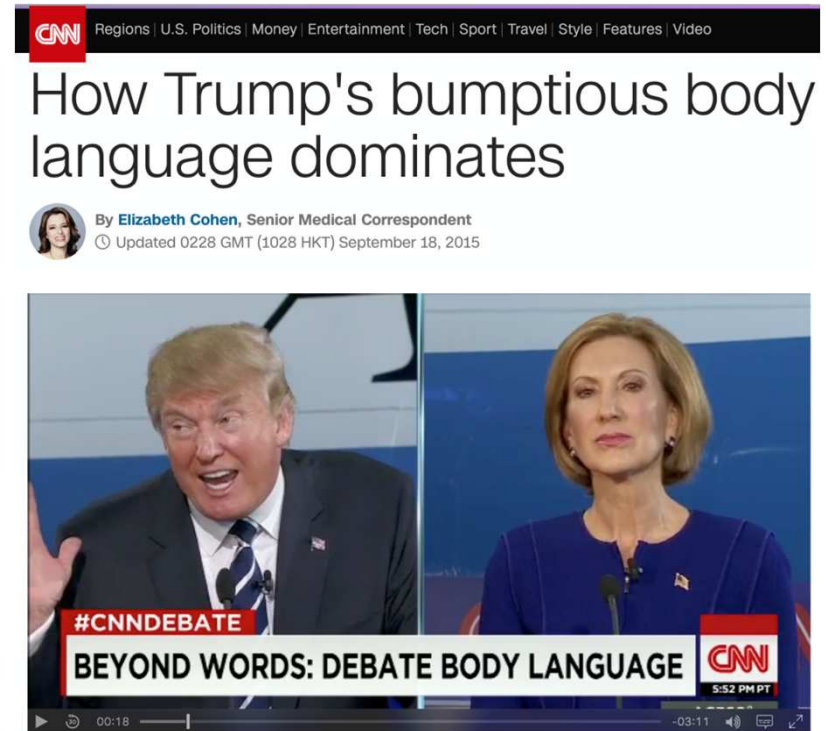 CNN Regions U.S. Politics Money Entertainment Tech Sport Travel Style Features Video
How Trump's bumptious body
language dominates
By Elizabeth Cohen, Senior Medical Correspondent
Updated 0228 GMT (1028 HKT) September 18, 2015
#CNNDEBATE
BEYOND WORDS: DEBATE BODY LANGUAGE
CNN
5:52 PM PT
00:18
-03:11